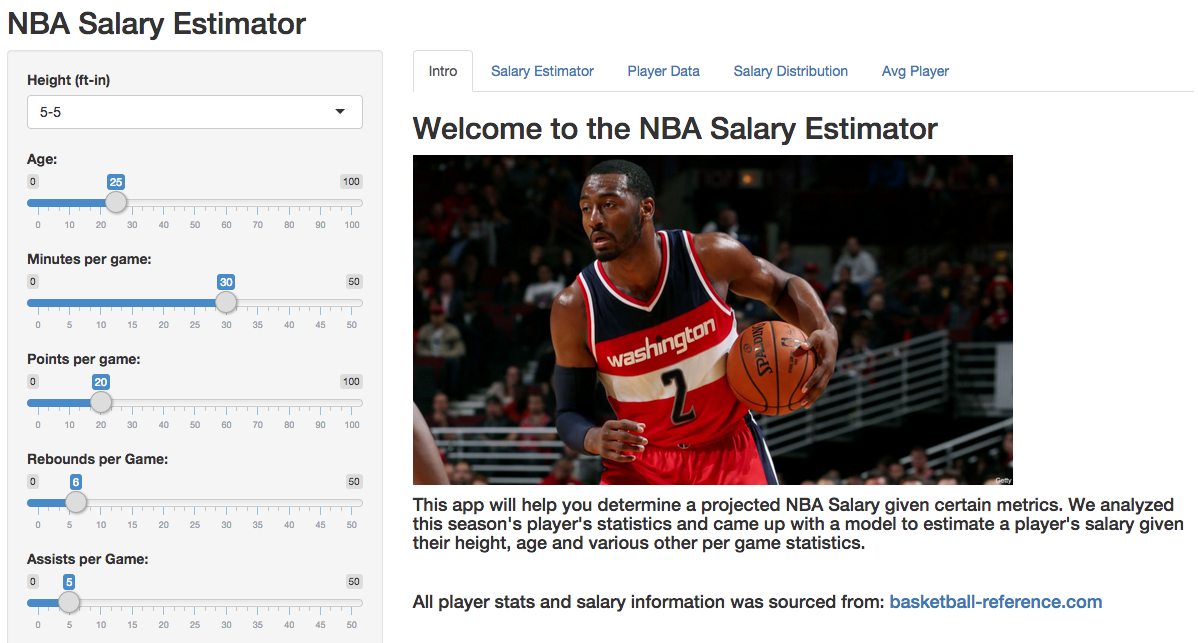 NBA Salary Estimator
Height (ft-in)
5-5
Age:
0 25 100
0 10 20 30 40 50 60 70 80 90 100
Minutes per game:
0 30 50
0 5 10 15 20 25 30 35 40 45 50
Points per game:
0 20 100
0 10 20 30 40 50 60 70 80 90 100
Rebounds per Game:
0 6 50
0 5 10 15 20 25 30 35 40 45 50
Assists per Game:
0 5 50
0 5 10 15 20 25 30 35 40 45 50
Intro Salary Estimator Player Data Salary Distribution Avg Player
Welcome to the NBA Salary Estimator
washington
2
SPALDING
Getty
This app will help you determine a projected NBA Salary given certain metrics. We analyzed
this season's player's statistics and came up with a model to estimate a player's salary given
their height, age and various other per game statistics.
All player stats and salary information was sourced from: basketball-reference.com